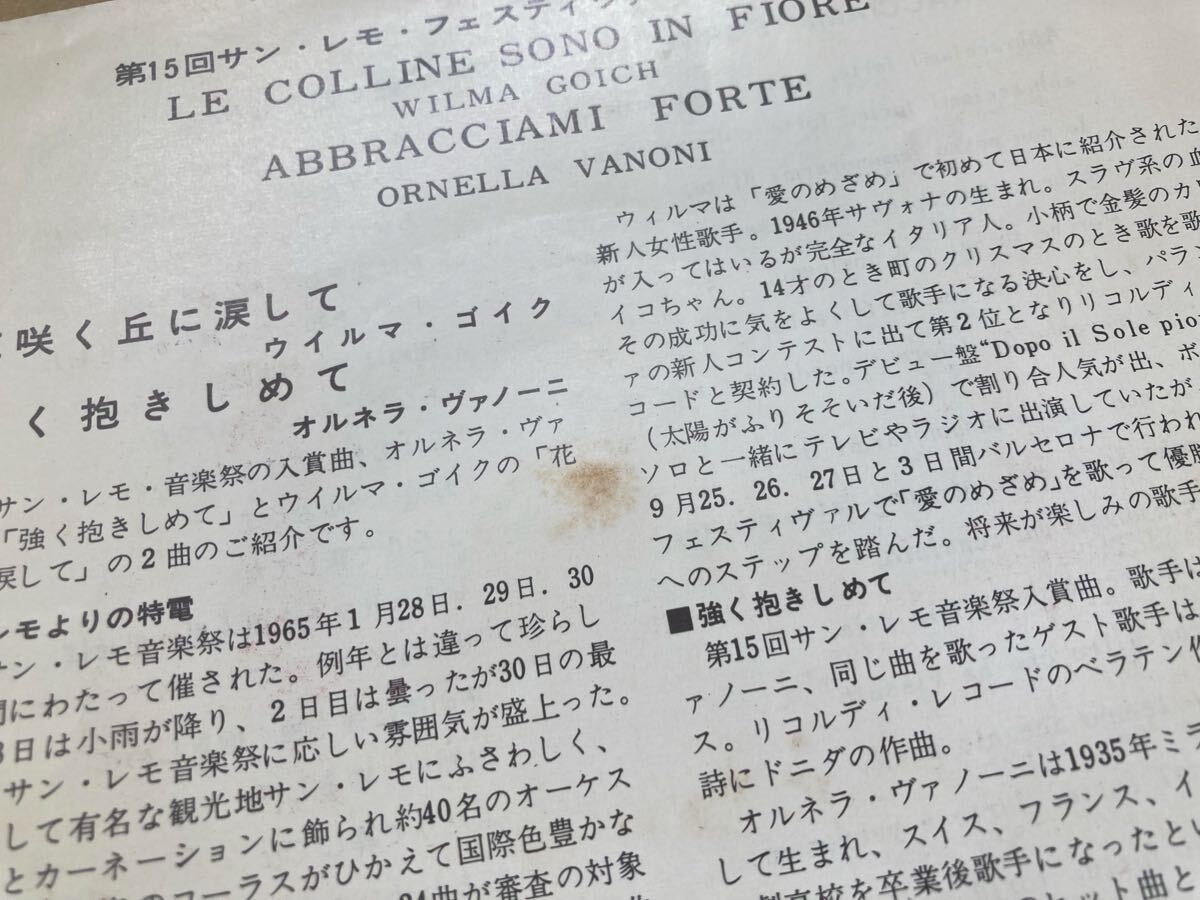 第15回サン・レモ・フェスティ
LE COLLINE SONO IN FIORE
WILMA GOICH
ABBRACCIAMI FORTE
ORNELLA VANONI
咲く丘に涙して
ウイルマ・ゴイク
く抱きしめて
オルネラ・ヴァノーニ
サン・レモ・音楽祭の入賞曲、オルネラ・ヴァ
「強く抱きしめて」とウイルマ・ゴイクの「花
涙して」の2曲のご紹介です。
レモよりの特電
サン・レモ音楽祭は1965年1月28日．29日．30
間にわたって催された。例年とは違って珍らし
日は小雨が降り、2日目は曇ったが30日の最
サン・レモ音楽祭に応しい雰囲気が盛上った。
して有名な観光地サン・レモにふさわしく、
とカーネーションに飾られ約40名のオーケス
のコーラスがひかえて国際色豊かな
24曲が審査の対象
ウィルマは「愛のめざめ」で初めて日本に紹介された
新人女性歌手。1946年サヴォナの生まれ。スラヴ系の血
が入ってはいるが完全なイタリア人。小柄で金髪のカ
イコちゃん。14才のとき町のクリスマスのとき歌を歌
その成功に気をよくして歌手になる決心をし、パラン
ァの新人コンテストに出て第2位となりリコルディ
コードと契約した。デビュー盤“Dopo il Sole pio
（太陽がふりそそいだ後）で割り合人気が出、ボ
ソロと一緒にテレビやラジオに出演していたが
9月25．26．27日と3日間バルセロナで行われ
フェスティヴァルで「愛のめざめ」を歌って優勝
へのステップを踏んだ。将来が楽しみの歌手
■強く抱きしめて
第15回サン・レモ音楽祭入賞曲。歌手は
ァノーニ、同じ曲を歌ったゲスト歌手は
ス。リコルディ・レコードのベラテン作
詩にドニダの作曲。
オルネラ・ヴァノーニは1935年ミラ
して生まれ、スイス、フランス、イ
高校を卒業後歌手になったとい
ット曲と